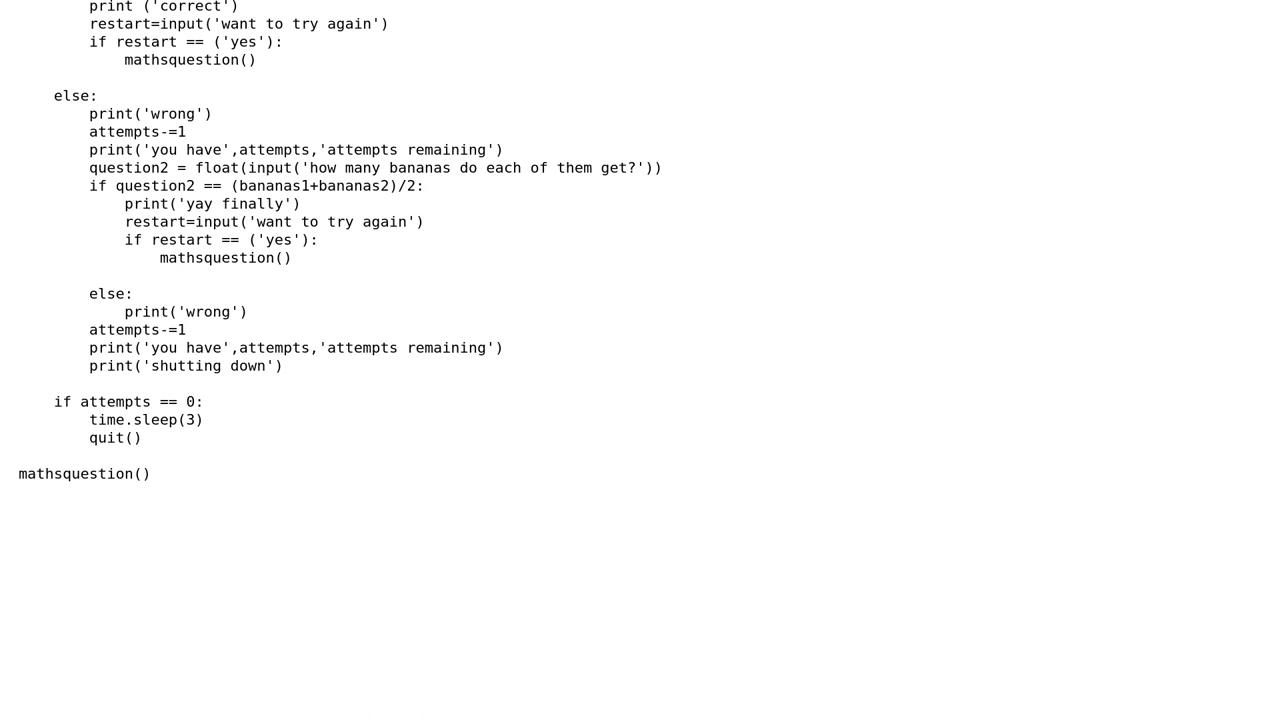 print ('correct')
        restart=input('want to try again')
        if restart == ('yes'):
            mathsquestion()

    else:
        print('wrong')
        attempts-=1
        print('you have',attempts,'attempts remaining')
        question2 = float(input('how many bananas do each of them get?'))
        if question2 == (bananas1+bananas2)/2:
            print('yay finally')
            restart=input('want to try again')
            if restart == ('yes'):
                mathsquestion()

        else:
            print('wrong')
        attempts-=1
        print('you have',attempts,'attempts remaining')
        print('shutting down')

    if attempts == 0:
        time.sleep(3)
        quit()

mathsquestion()